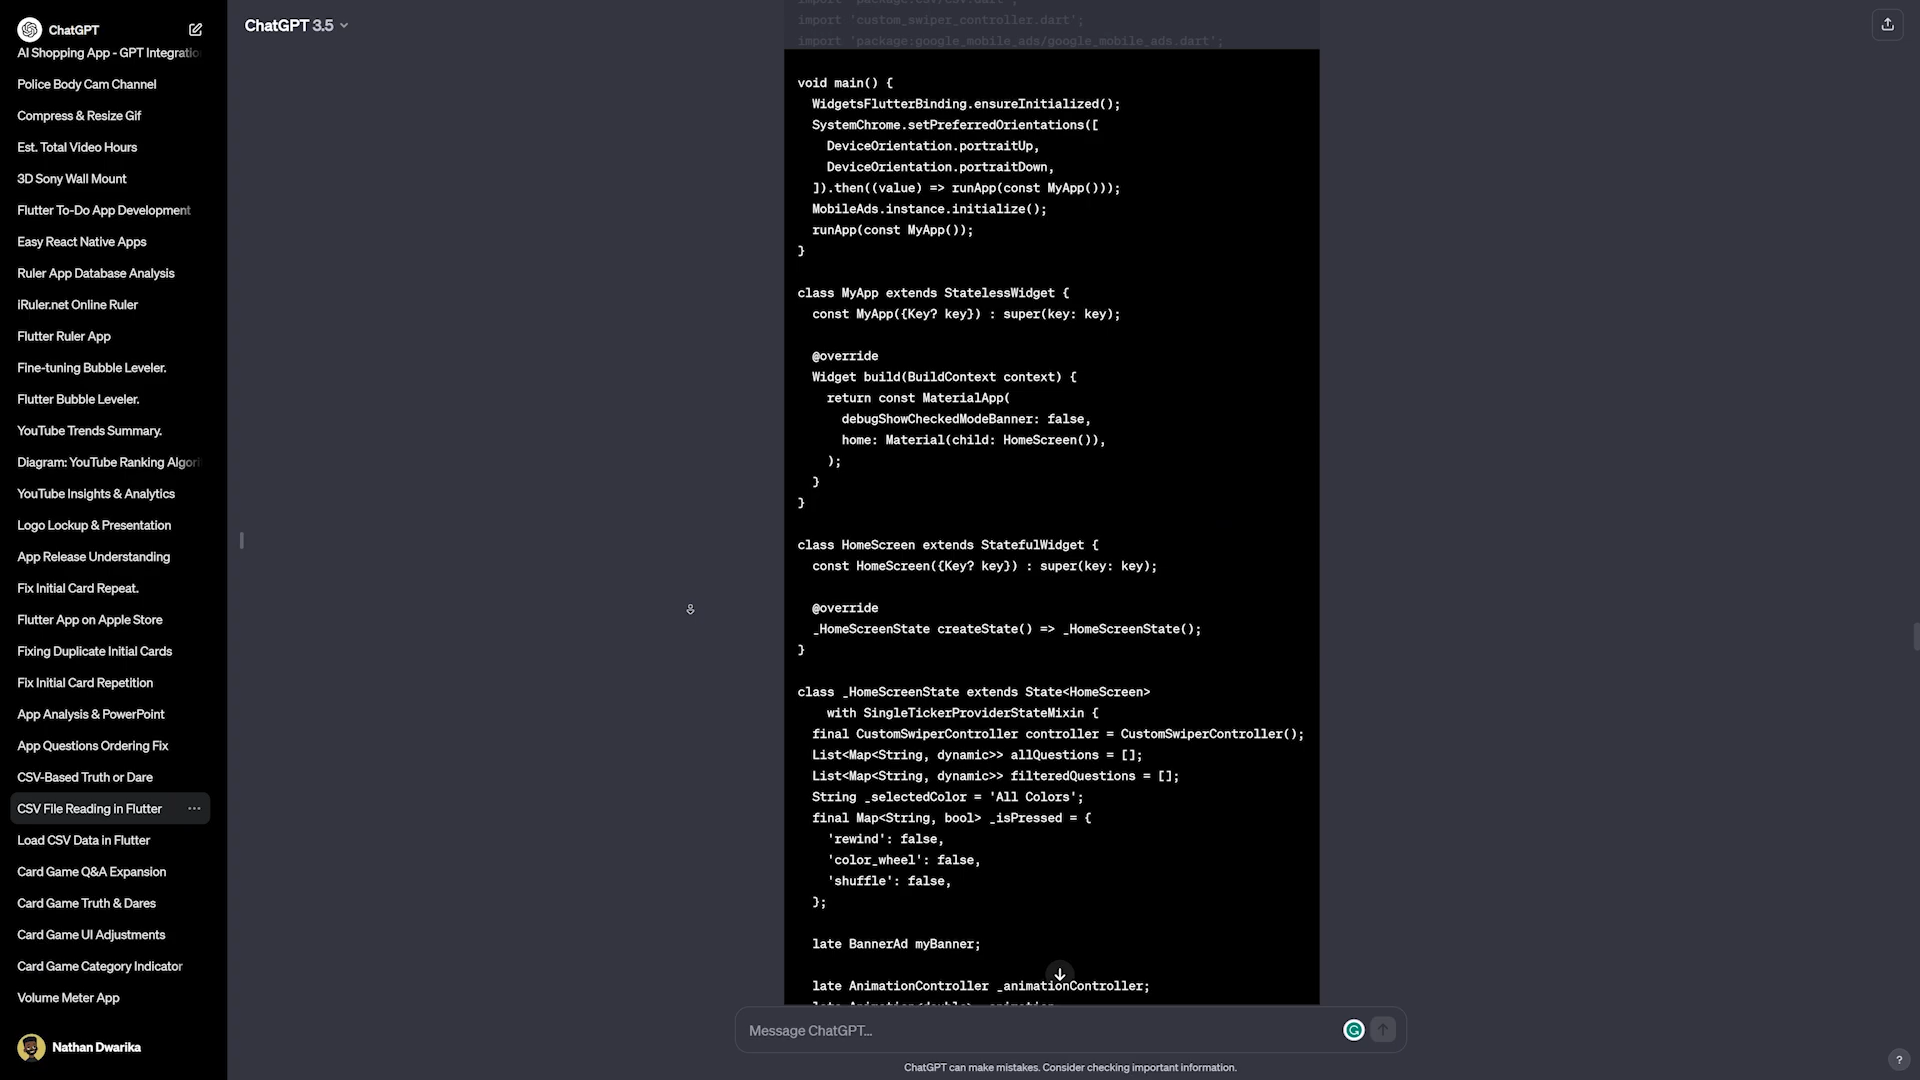 ChatGPT
AI Shopping App - GPT Integratio
Police Body Cam Channel
Compress & Resize Gif
Est. Total Video Hours
3D Sony Wall Mount
Flutter To-Do App Development
Easy React Native Apps
Ruler App Database Analysis
iRuler.net Online Ruler
Flutter Ruler App
Fine-tuning Bubble Leveler.
Flutter Bubble Leveler.
YouTube Trends Summary.
Diagram: YouTube Ranking Algori
YouTube Insights & Analytics
Logo Lockup & Presentation
App Release Understanding
Fix Initial Card Repeat.
Flutter App on Apple Store
Fixing Duplicate Initial Cards
Fix Initial Card Repetition
App Analysis & PowerPoint
App Questions Ordering Fix
CSV-Based Truth or Dare
CSV File Reading in Flutter ...
Load CSV Data in Flutter
Card Game Q&A Expansion
Card Game Truth & Dares
Card Game UI Adjustments
Card Game Category Indicator
Volume Meter App
Nathan Dwarika
ChatGPT 3.5
import 'package:csv/csv.dart';
import 'custom_swiper_controller.dart';
import 'package:google_mobile_ads/google_mobile_ads.dart';
void main() {
WidgetsFlutterBinding.ensureInitialized();
SystemChrome.setPreferredOrientations([
DeviceOrientation.portraitUp,
DeviceOrientation.portraitDown,
]).then((value) => runApp(const MyApp()));
MobileAds.instance.initialize();
runApp(const MyApp());
}
class MyApp extends StatelessWidget {
const MyApp({Key? key}) : super(key: key);
@override
Widget build(BuildContext context) {
return const MaterialApp(
debugShowCheckedModeBanner: false,
home: Material(child: HomeScreen()),
);
}
}
class HomeScreen extends StatefulWidget {
const HomeScreen({Key? key}) : super(key: key);
@override
_HomeScreenState createState() => _HomeScreenState();
}
class _HomeScreenState extends State<HomeScreen>
with SingleTickerProviderStateMixin {
final CustomSwiperController controller = CustomSwiperController();
List<Map<String, dynamic>> allQuestions = [];
List<Map<String, dynamic>> filteredQuestions = [];
String _selectedColor = 'All Colors';
final Map<String, bool> _isPressed = {
'rewind': false,
'color_wheel': false,
'shuffle': false,
};
late BannerAd myBanner;
late AnimationController _animationController;
Message ChatGPT...
ChatGPT can make mistakes. Consider checking important information.
?